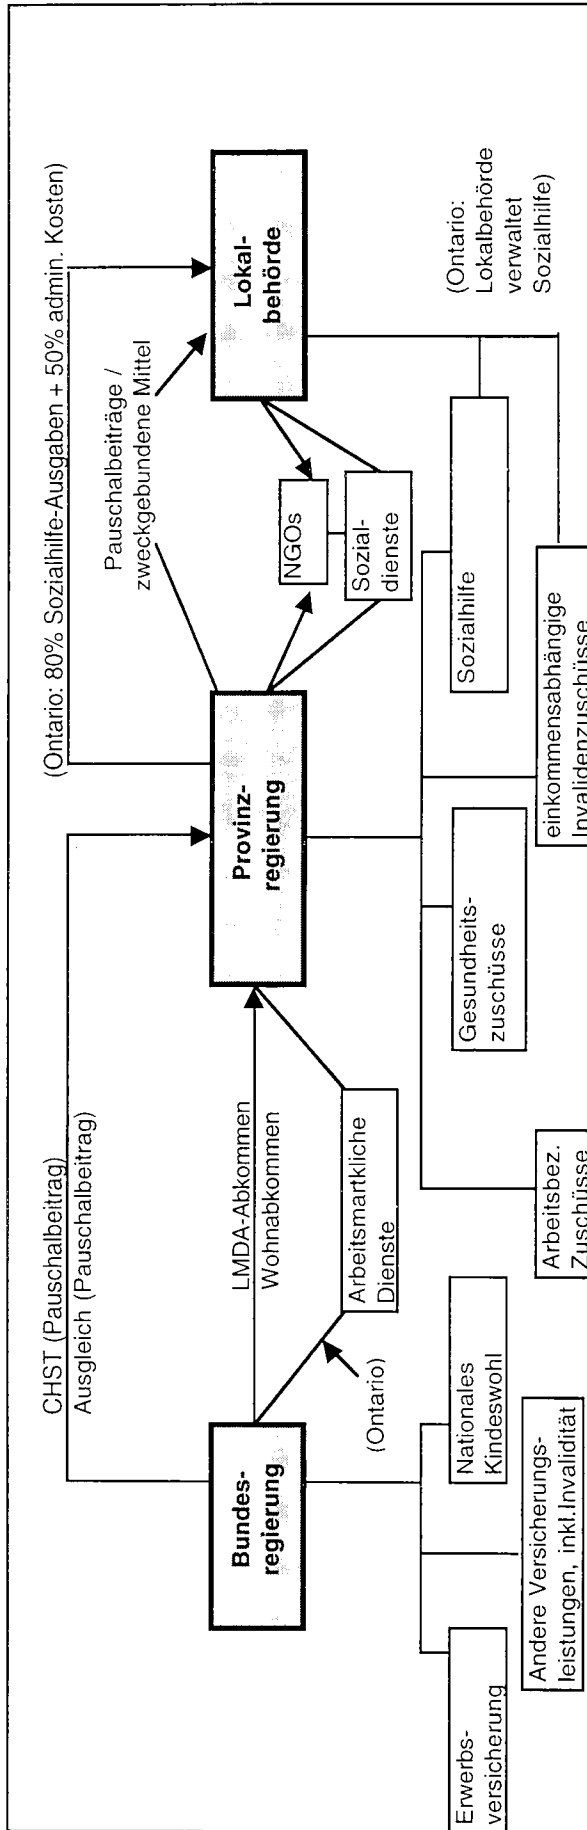 CHST (Pauschalbeitrag)
Ausgleich (Pauschalbeitrag)
(Ontario: 80% Sozialhilfe-Ausgaben + 50% admin. Kosten)
Pauschalbeiträge /
zweckgebundene Mittel
Bundes-
regierung
LMDA-Abkommen
Wohnabkommen
Provinz-
regierung
Lokal-
behörde
(Ontario)
Arbeitsmartkliche
Dienste
NGOs
Sozial-
dienste
Erwerbs-
versicherung
Andere Versicherungs-
leistungen, inkl.Invalidität
Nationales
Kindeswohl
Arbeitsbez.
Zuschüsse
Gesundheits-
zuschüsse
einkommensabhängige
Invalidenzuschüsse
Sozialhilfe
(Ontario:
Lokalbehörde
verwaltet
Sozialhilfe)